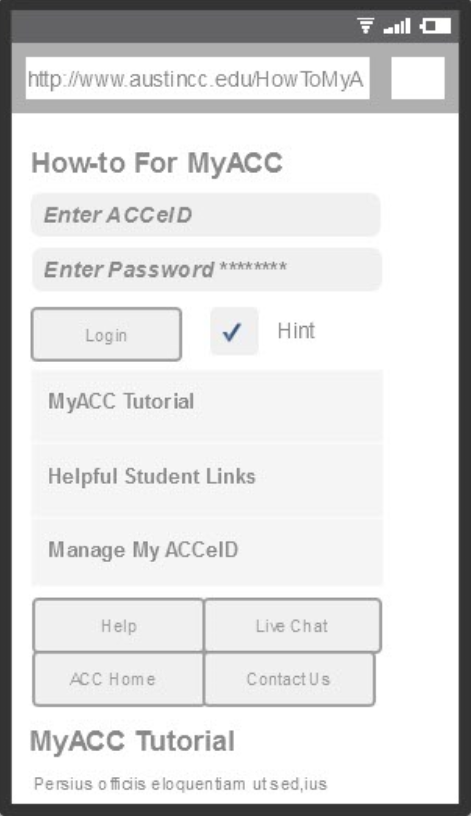 http://www.austincc.edu/HowToMyA
How-to For MyACC
Enter ACCeID
Enter Password ********
Login
Hint
MyACC Tutorial
Helpful Student Links
Manage My ACCeID
Help
Live Chat
ACC Home
Contact Us
MyACC Tutorial
Persius officiis eloquentiam ut sed,ius